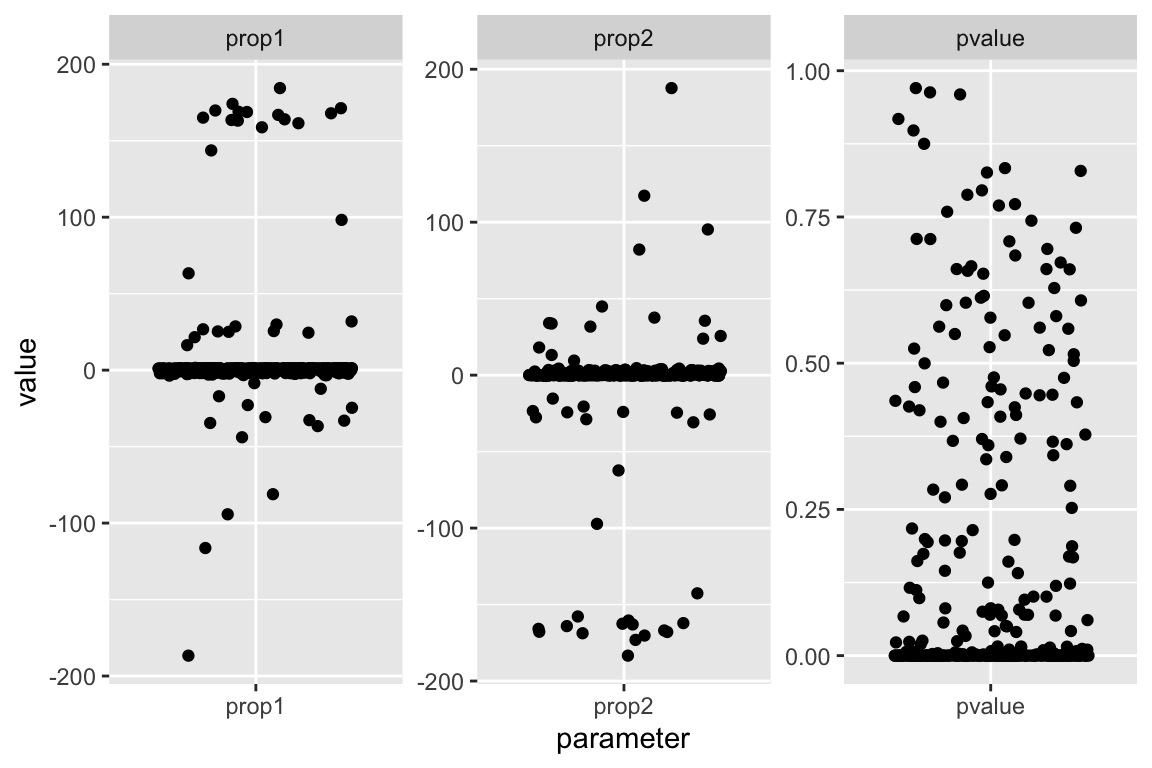 prop1 prop2 pvalue
200 200 1.00
100 100 0.75
0 0 0.50
-100 -100 0.25
-200 -200 0.00
value
prop1 prop2 pvalue
parameter